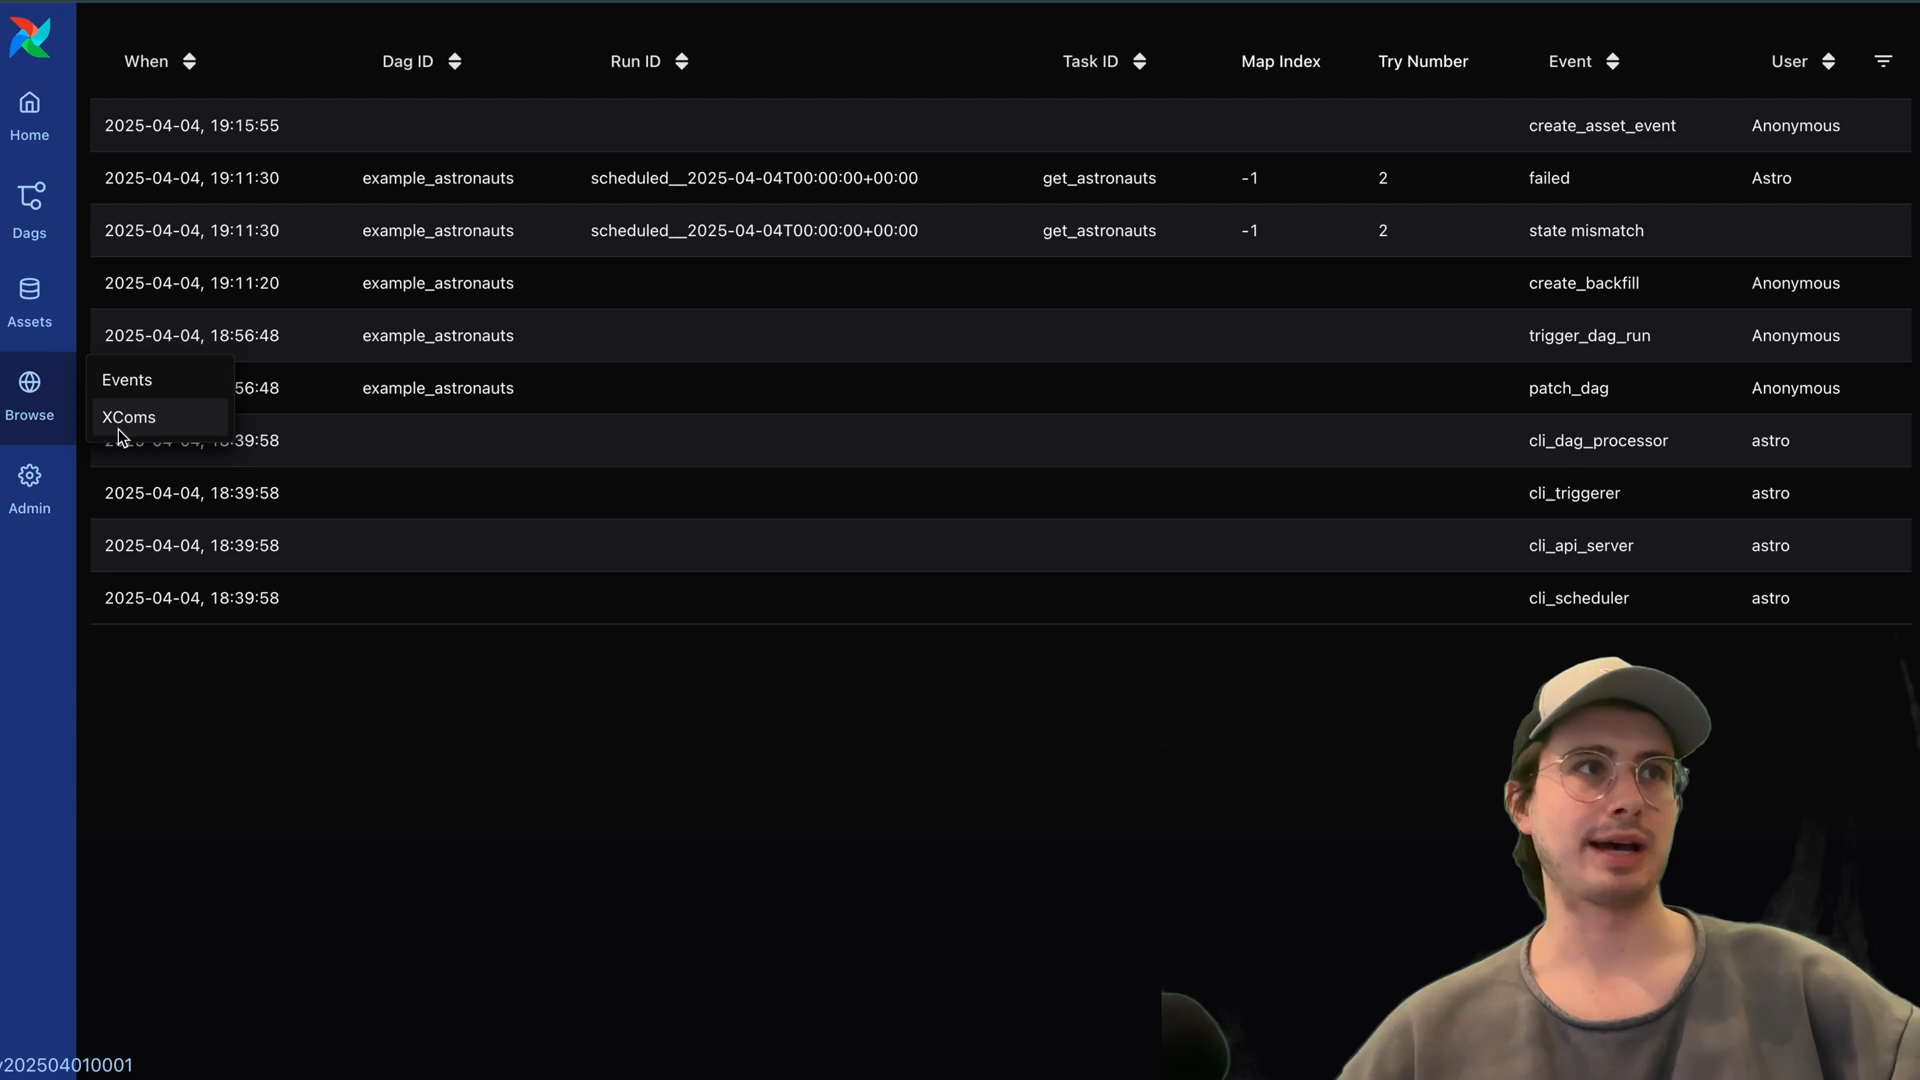 When Dag ID Run ID Task ID Map Index Try Number Event User
2025-04-04, 19:15:55 create_asset_event Anonymous
2025-04-04, 19:11:30 example_astronauts scheduled__2025-04-04T00:00:00+00:00 get_astronauts -1 2 failed Astro
2025-04-04, 19:11:30 example_astronauts scheduled__2025-04-04T00:00:00+00:00 get_astronauts -1 2 state mismatch
2025-04-04, 19:11:20 example_astronauts create_backfill Anonymous
2025-04-04, 18:56:48 example_astronauts trigger_dag_run Anonymous
56:48 example_astronauts patch_dag Anonymous
39:58 cli_dag_processor astro
2025-04-04, 18:39:58 cli_triggerer astro
2025-04-04, 18:39:58 cli_api_server astro
2025-04-04, 18:39:58 cli_scheduler astro
Home
Dags
Assets
Browse
Events
XComs
Admin
v202504010001